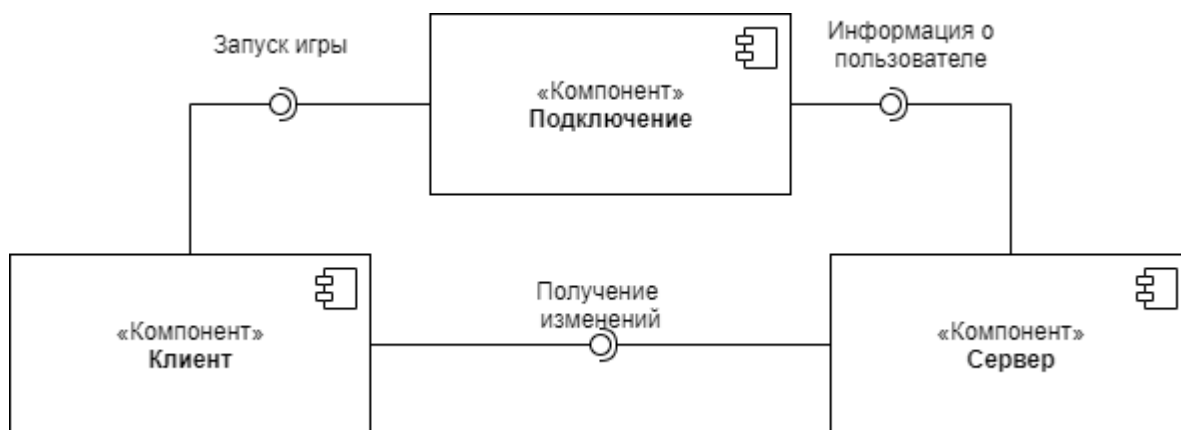 Запуск игры
Информация о
пользователе
«Компонент»
Подключение
Получение
изменений
«Компонент»
Клиент
«Компонент»
Сервер